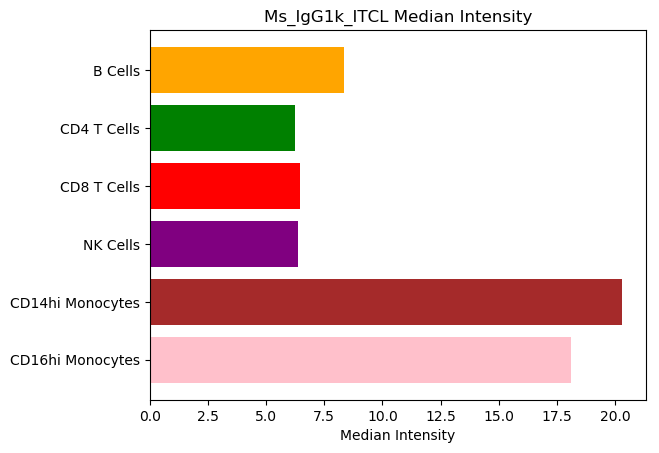 Ms_IgG1k_ITCL Median Intensity
B Cells
CD4 T Cells
CD8 T Cells
NK Cells
CD14hi Monocytes
CD16hi Monocytes
0.0 2.5 5.0 7.5 10.0 12.5 15.0 17.5 20.0
Median Intensity